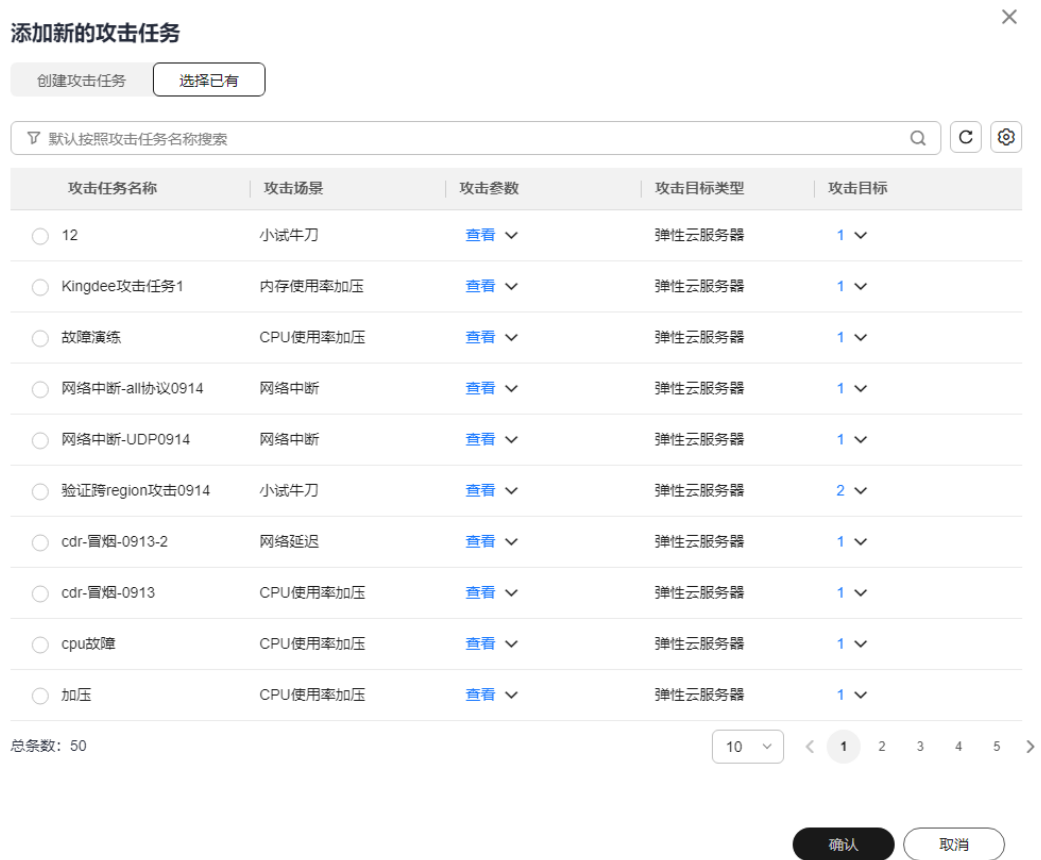 添加新的攻击任务
创建攻击任务 选择已有
默认按照攻击任务名称搜索
攻击任务名称 攻击场景 攻击参数 攻击目标类型 攻击目标
12 小试牛刀 查看 弹性云服务器 1
Kingdee攻击任务1 内存使用率加压 查看 弹性云服务器 1
故障演练 CPU使用率加压 查看 弹性云服务器 1
网络中断-all协议0914 网络中断 查看 弹性云服务器 1
网络中断-UDP0914 网络中断 查看 弹性云服务器 1
验证跨region攻击0914 小试牛刀 查看 弹性云服务器 2
cdr-冒烟-0913-2 网络延迟 查看 弹性云服务器 1
cdr-冒烟-0913 CPU使用率加压 查看 弹性云服务器 1
cpu故障 CPU使用率加压 查看 弹性云服务器 1
加压 CPU使用率加压 查看 弹性云服务器 1
总条数：50 10 1 2 3 4 5
确认 取消